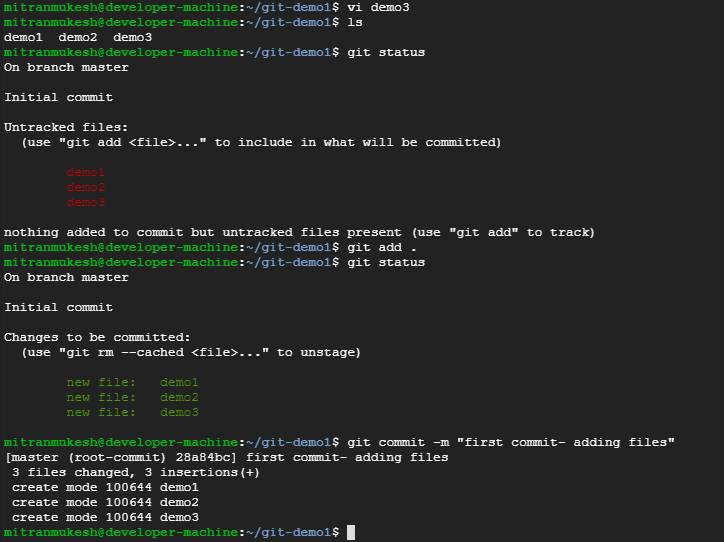 mitranmukesh@developer-machine:~/git-demo1$ vi demo3
mitranmukesh@developer-machine:~/git-demo1$ ls
demo1  demo2  demo3
mitranmukesh@developer-machine:~/git-demo1$ git status
On branch master

Initial commit

Untracked files:
  (use "git add <file>..." to include in what will be committed)

        demo1
        demo2
        demo3

nothing added to commit but untracked files present (use "git add" to track)
mitranmukesh@developer-machine:~/git-demo1$ git add .
mitranmukesh@developer-machine:~/git-demo1$ git status
On branch master

Initial commit

Changes to be committed:
  (use "git rm --cached <file>..." to unstage)

        new file:   demo1
        new file:   demo2
        new file:   demo3

mitranmukesh@developer-machine:~/git-demo1$ git commit -m "first commit- adding files"
[master (root-commit) 28a84bc] first commit- adding files
 3 files changed, 3 insertions(+)
 create mode 100644 demo1
 create mode 100644 demo2
 create mode 100644 demo3
mitranmukesh@developer-machine:~/git-demo1$